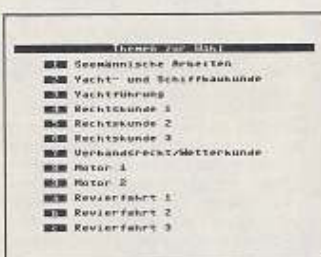 Themen zur Wahl
Seemännische Arbeiten
Yacht- und Schiffbaukunde
Yachtführung
Rechtskunde 1
Rechtskunde 2
Rechtskunde 3
Verbandsrecht/Wetterkunde
Motor 1
Motor 2
Revierfahrt 1
Revierfahrt 2
Revierfahrt 3